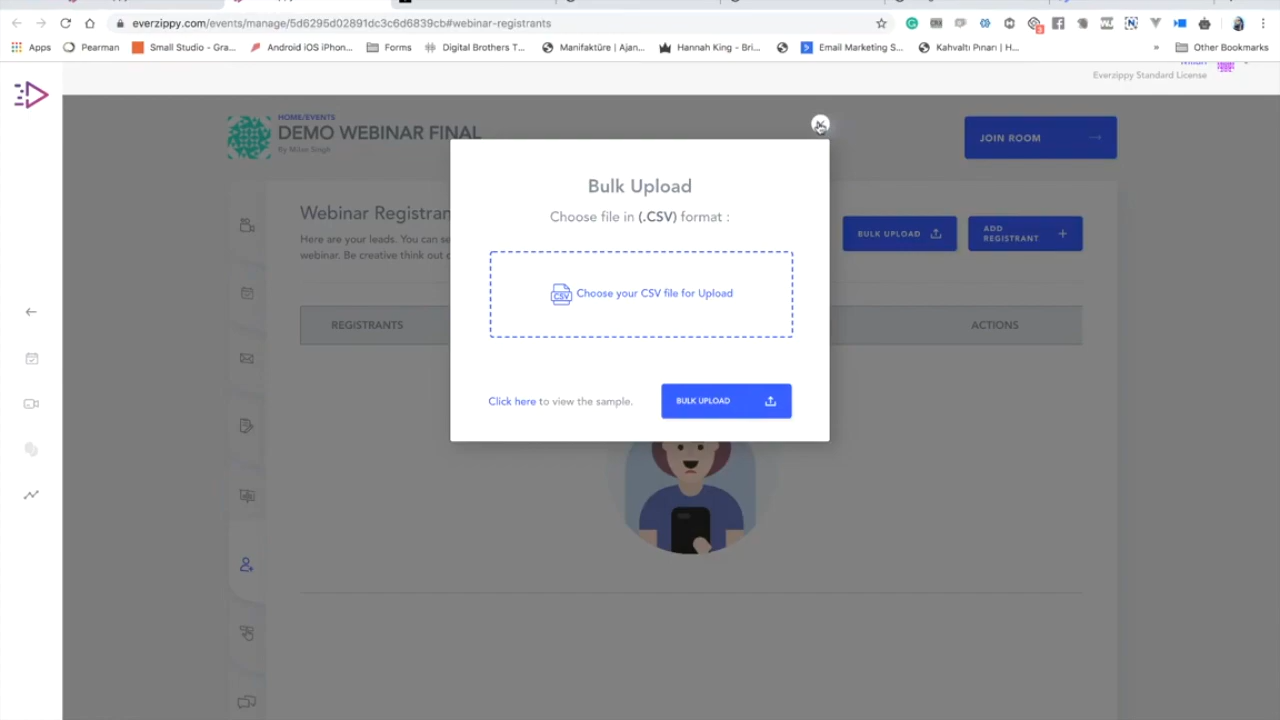 everzippy.com/events/manage/5d6295d02891dc3c6d6839cb#webinar-registrants
3
Apps
Pearman
Small Studio - Gra...
Android iOS iPhon...
Forms
Digital Brothers T...
Manifaktüre | Ajan...
Hannah King - Bri...
Email Marketing S...
Kahvaltı Pınarı | H...
»
Other Bookmarks
Everzippy Standard License
HOME/EVENTS
DEMO WEBINAR FINAL
By Milan Singh
JOIN ROOM
Bulk Upload
Choose file in (.CSV) format :
Webinar Registran
Here are your leads. You can se
webinar. Be creative think out o
BULK UPLOAD
ADD
REGISTRANT
CSV
Choose your CSV file for Upload
REGISTRANTS
ACTIONS
Click here to view the sample.
BULK UPLOAD